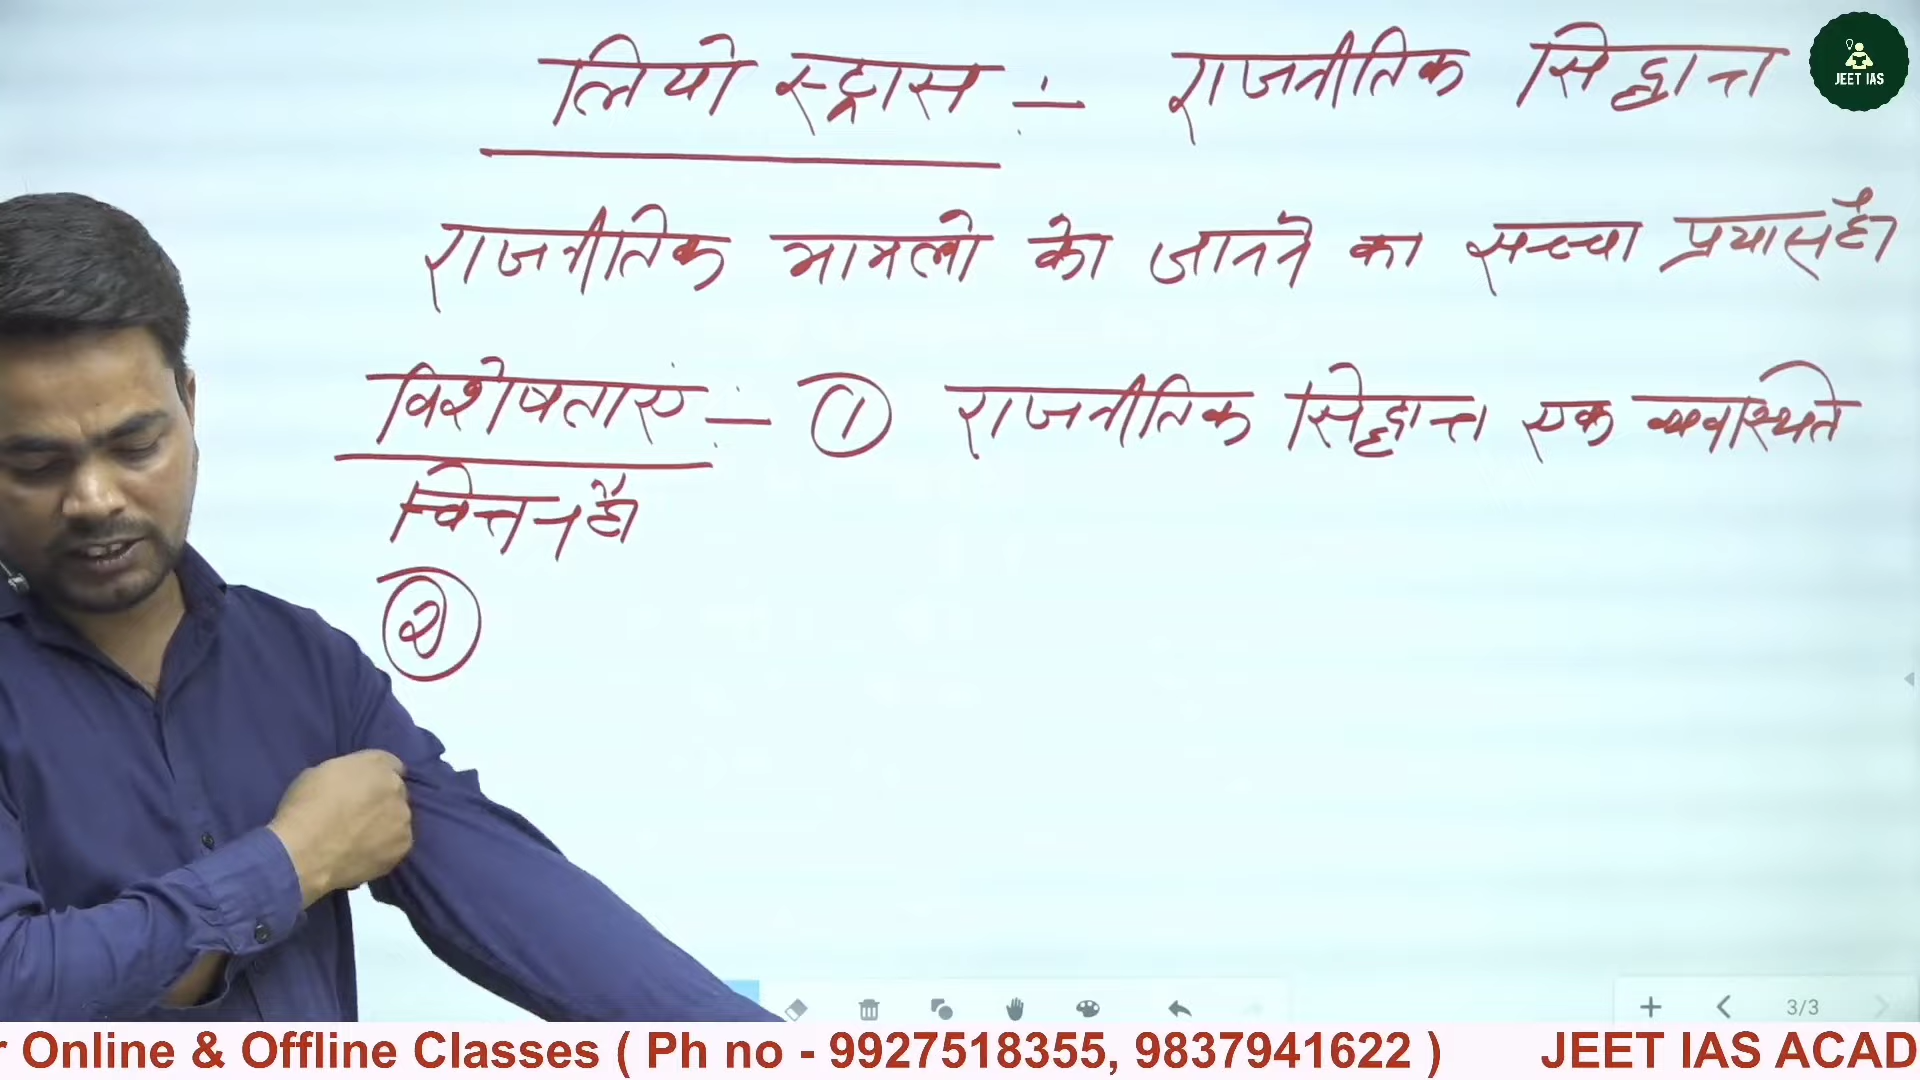 लियो स्ट्रास :- राजनीतिक सिद्धान्त
JEET IAS
राजनीतिक मामलो को जानने का सच्चा प्रयास है।
विशेषताएं :- ① राजनीतिक सिद्धान्त एक व्यवस्थित
चिन्तन है।
②
3/3
r Online & Offline Classes ( Ph no - 9927518355, 9837941622 ) JEET IAS ACAD